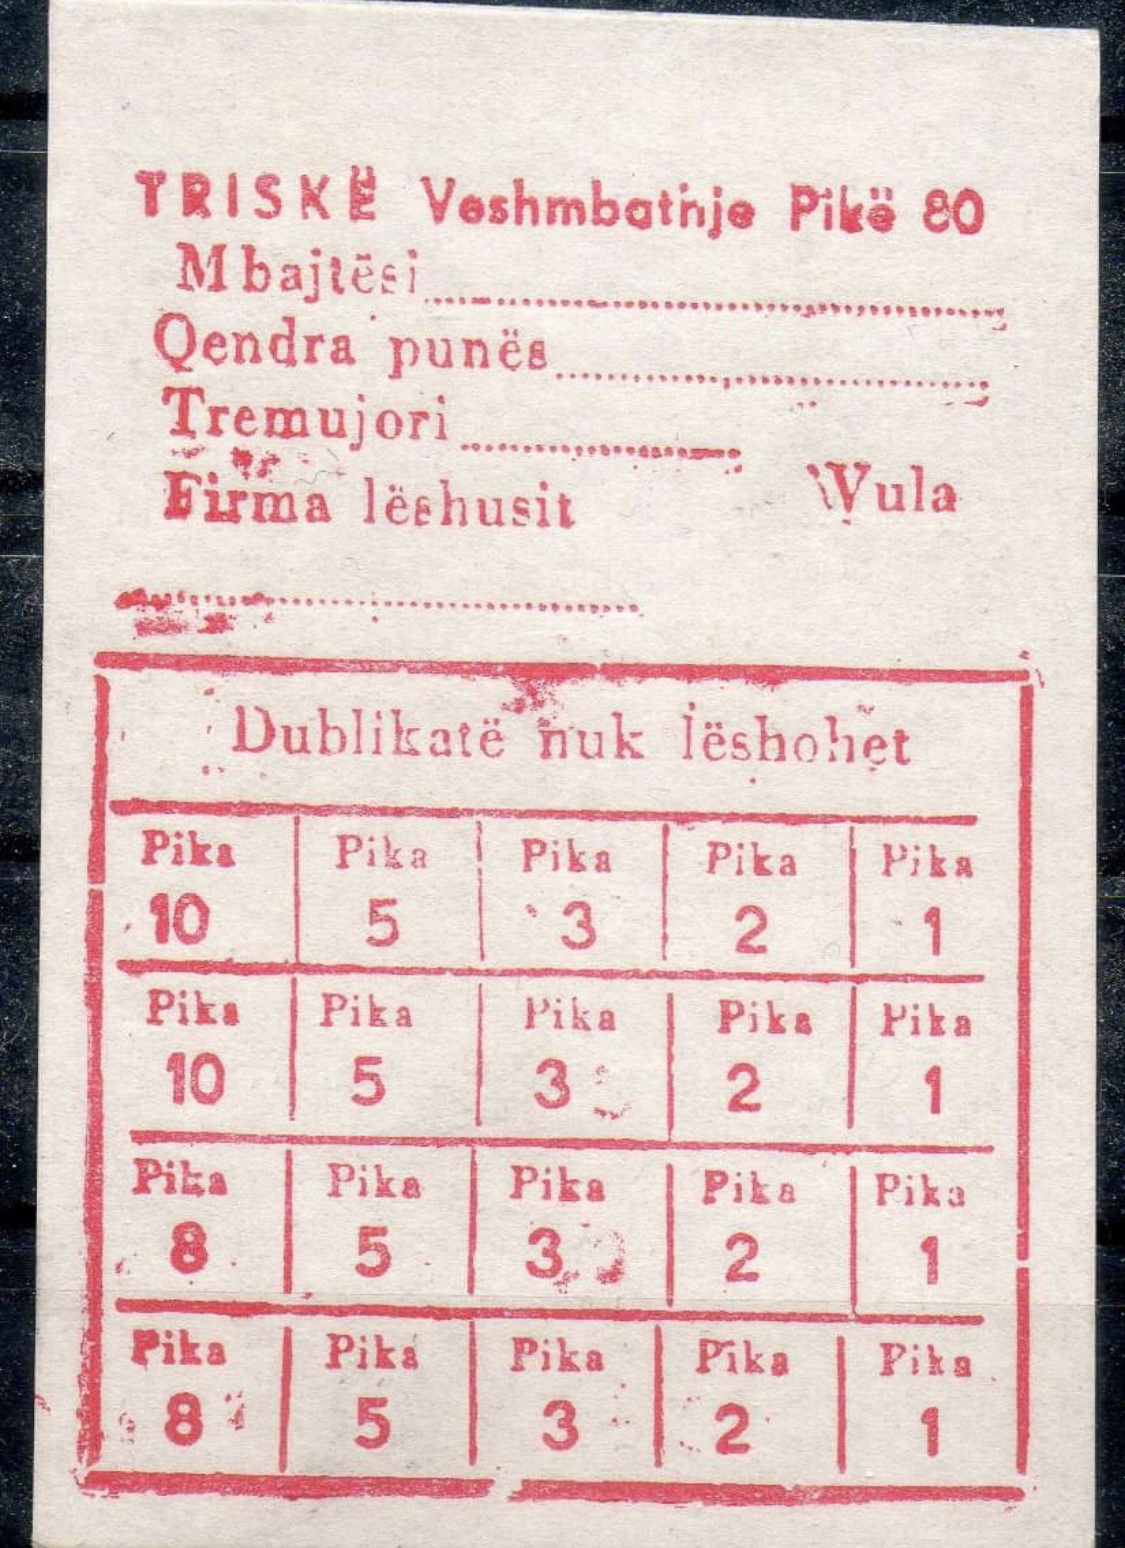 TRISKË Veshmbathje Pikë 80
Mbajtësi
Qendra punës
Tremujori
Firma lëshusit Vula
Dublikatë nuk lëshohet
Pika Pika Pika Pika Pika
10 5 3 2 1
Pika Pika Pika Pika Pika
10 5 3 2 1
Pika Pika Pika Pika Pika
8 5 3 2 1
Pika Pika Pika Pika Pika
8 5 3 2 1